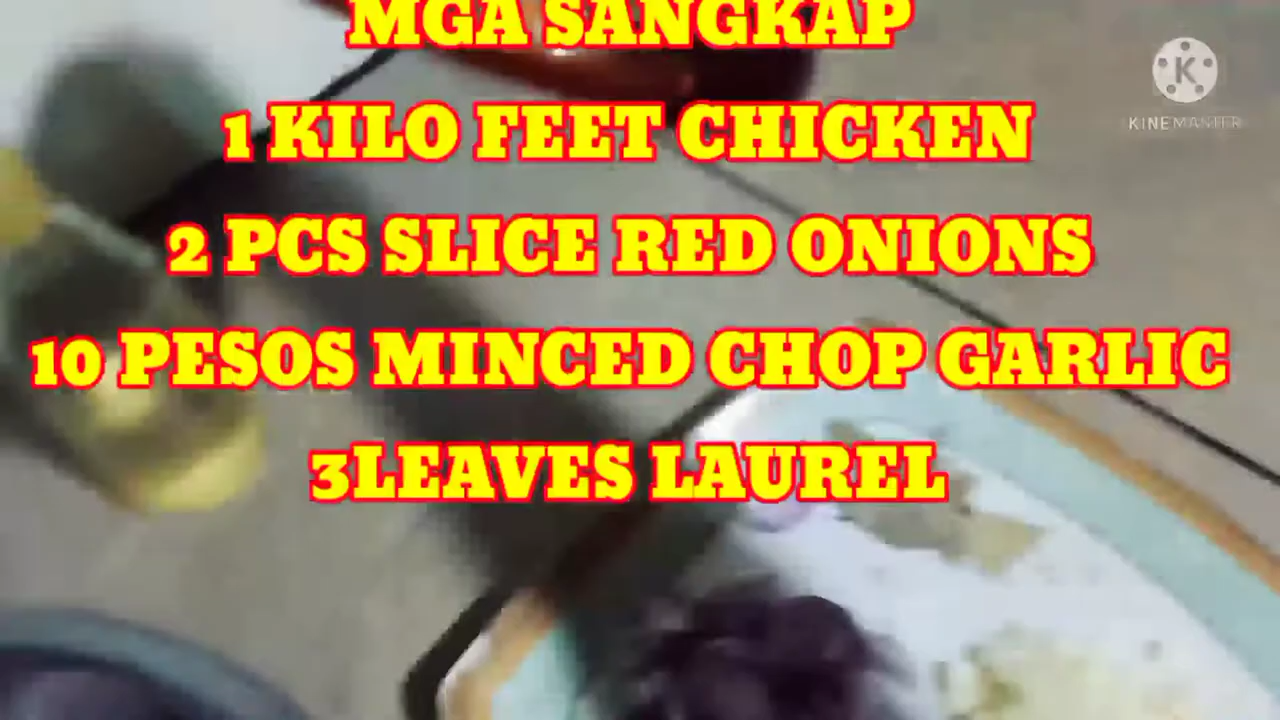 MGA SANGKAP
1 KILO FEET CHICKEN
2 PCS SLICE RED ONIONS
10 PESOS MINCED CHOP GARLIC
3LEAVES LAUREL
K
KINEMASTER